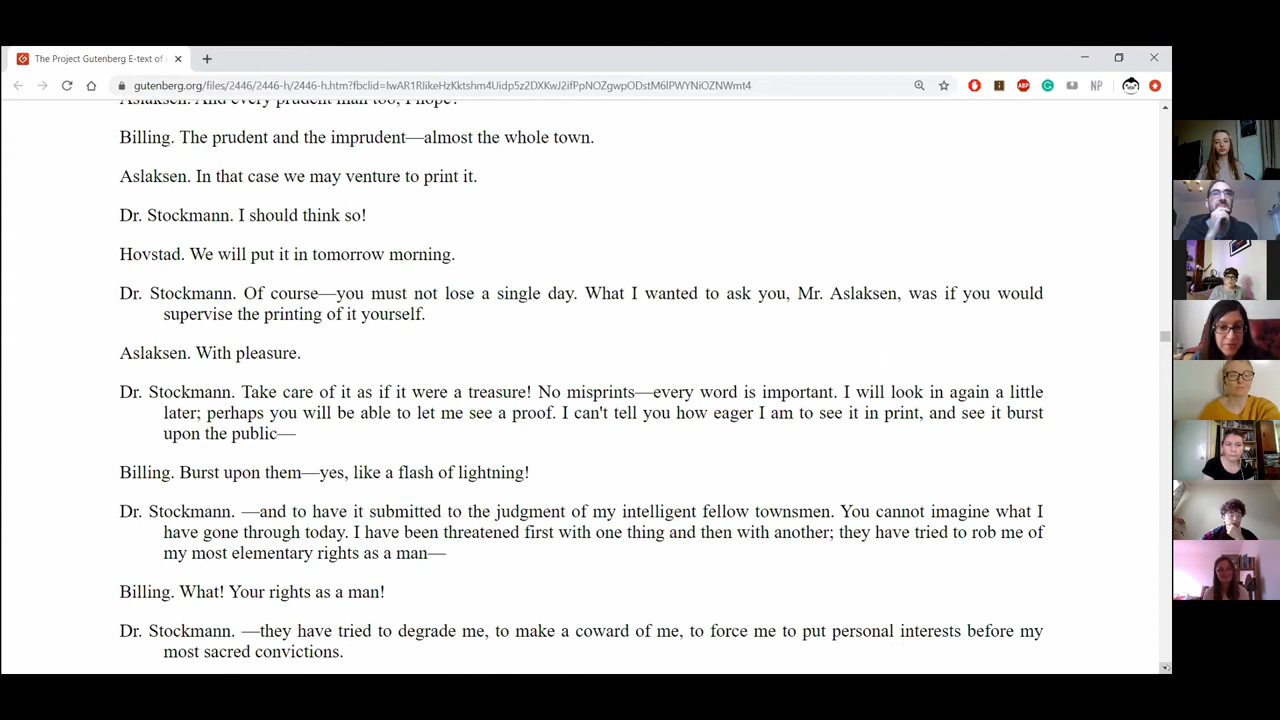 The Project Gutenberg E-text of
gutenberg.org/files/2446/2446-h/2446-h.htm?fbclid=IwAR1RIikeHzKktshm4Uidp5z2DXKwJ2ifPpNOZgwpODstM6lPWYNiOZNWmt4
ABP
NP
Aslaksen. And every prudent man too, I hope?
Billing. The prudent and the imprudent—almost the whole town.
Aslaksen. In that case we may venture to print it.
Dr. Stockmann. I should think so!
Hovstad. We will put it in tomorrow morning.
Dr. Stockmann. Of course—you must not lose a single day. What I wanted to ask you, Mr. Aslaksen, was if you would
supervise the printing of it yourself.
Aslaksen. With pleasure.
Dr. Stockmann. Take care of it as if it were a treasure! No misprints—every word is important. I will look in again a little
later; perhaps you will be able to let me see a proof. I can't tell you how eager I am to see it in print, and see it burst
upon the public—
Billing. Burst upon them—yes, like a flash of lightning!
Dr. Stockmann. —and to have it submitted to the judgment of my intelligent fellow townsmen. You cannot imagine what I
have gone through today. I have been threatened first with one thing and then with another; they have tried to rob me of
my most elementary rights as a man—
Billing. What! Your rights as a man!
Dr. Stockmann. —they have tried to degrade me, to make a coward of me, to force me to put personal interests before my
most sacred convictions.